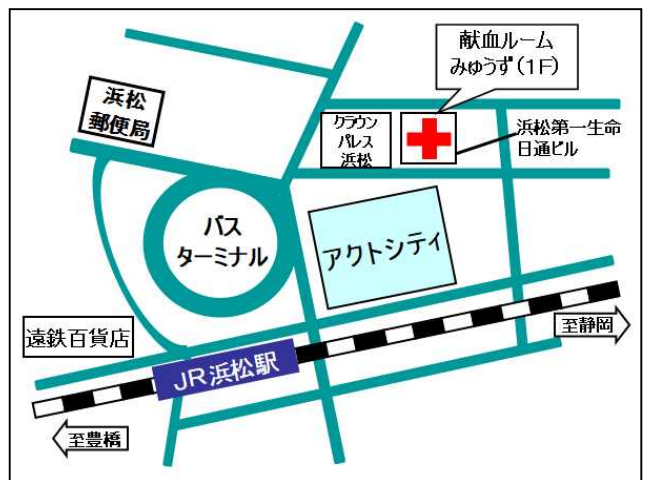 献血ルーム
みゅうず(1F)
浜松
郵便局
クラウン
パレス
浜松
浜松第一生命
日通ビル
バス
ターミナル
アクトシティ
遠鉄百貨店
至静岡
JR浜松駅
至豊橋